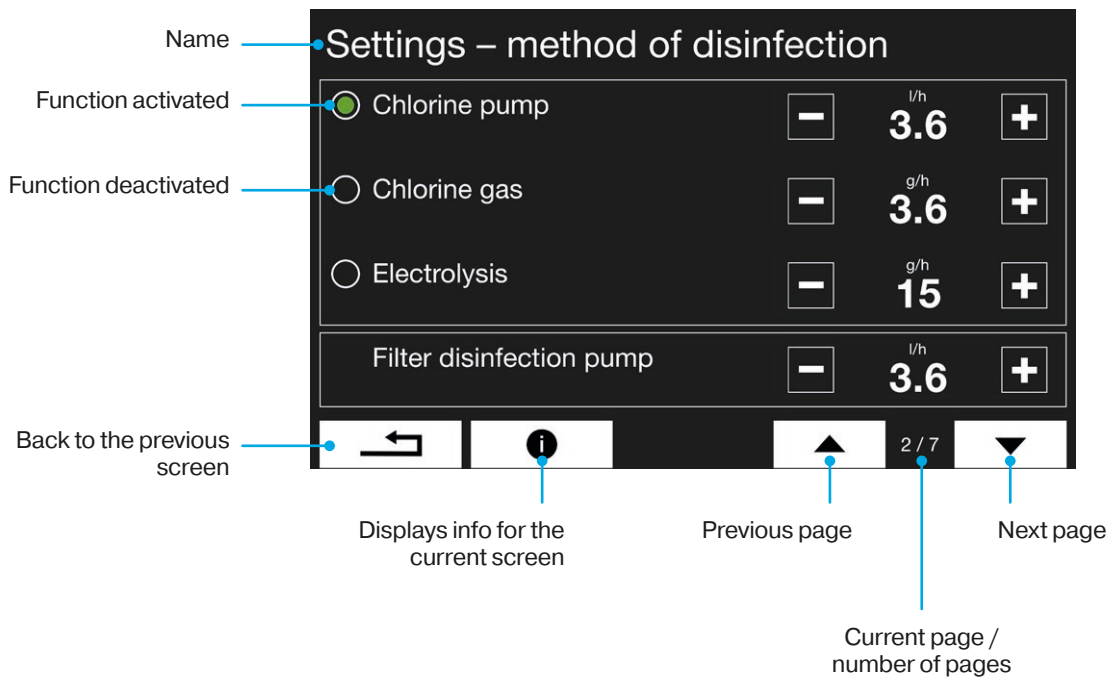 Name
Settings – method of disinfection
Function activated
Chlorine pump
l/h
3.6
Function deactivated
Chlorine gas
g/h
3.6
Electrolysis
g/h
15
Filter disinfection pump
l/h
3.6
Back to the previous
screen
2 / 7
Displays info for the
current screen
Previous page
Next page
Current page /
number of pages